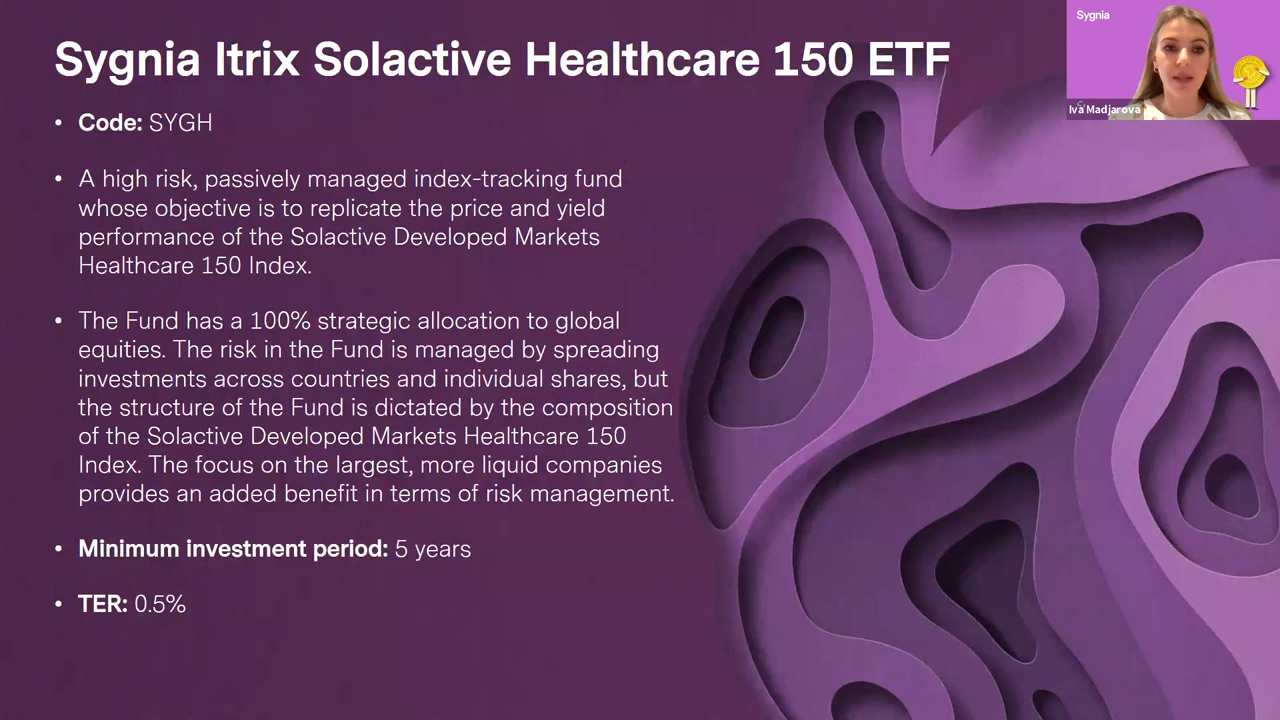 Sygnia Itrix Solactive Healthcare 150 ETF
• Code: SYGH
• A high risk, passively managed index-tracking fund
whose objective is to replicate the price and yield
performance of the Solactive Developed Markets
Healthcare 150 Index.
• The Fund has a 100% strategic allocation to global
equities. The risk in the Fund is managed by spreading
investments across countries and individual shares, but
the structure of the Fund is dictated by the composition
of the Solactive Developed Markets Healthcare 150
Index. The focus on the largest, more liquid companies
provides an added benefit in terms of risk management.
• Minimum investment period: 5 years
• TER: 0.5%
Sygnia
Iva Madjarova